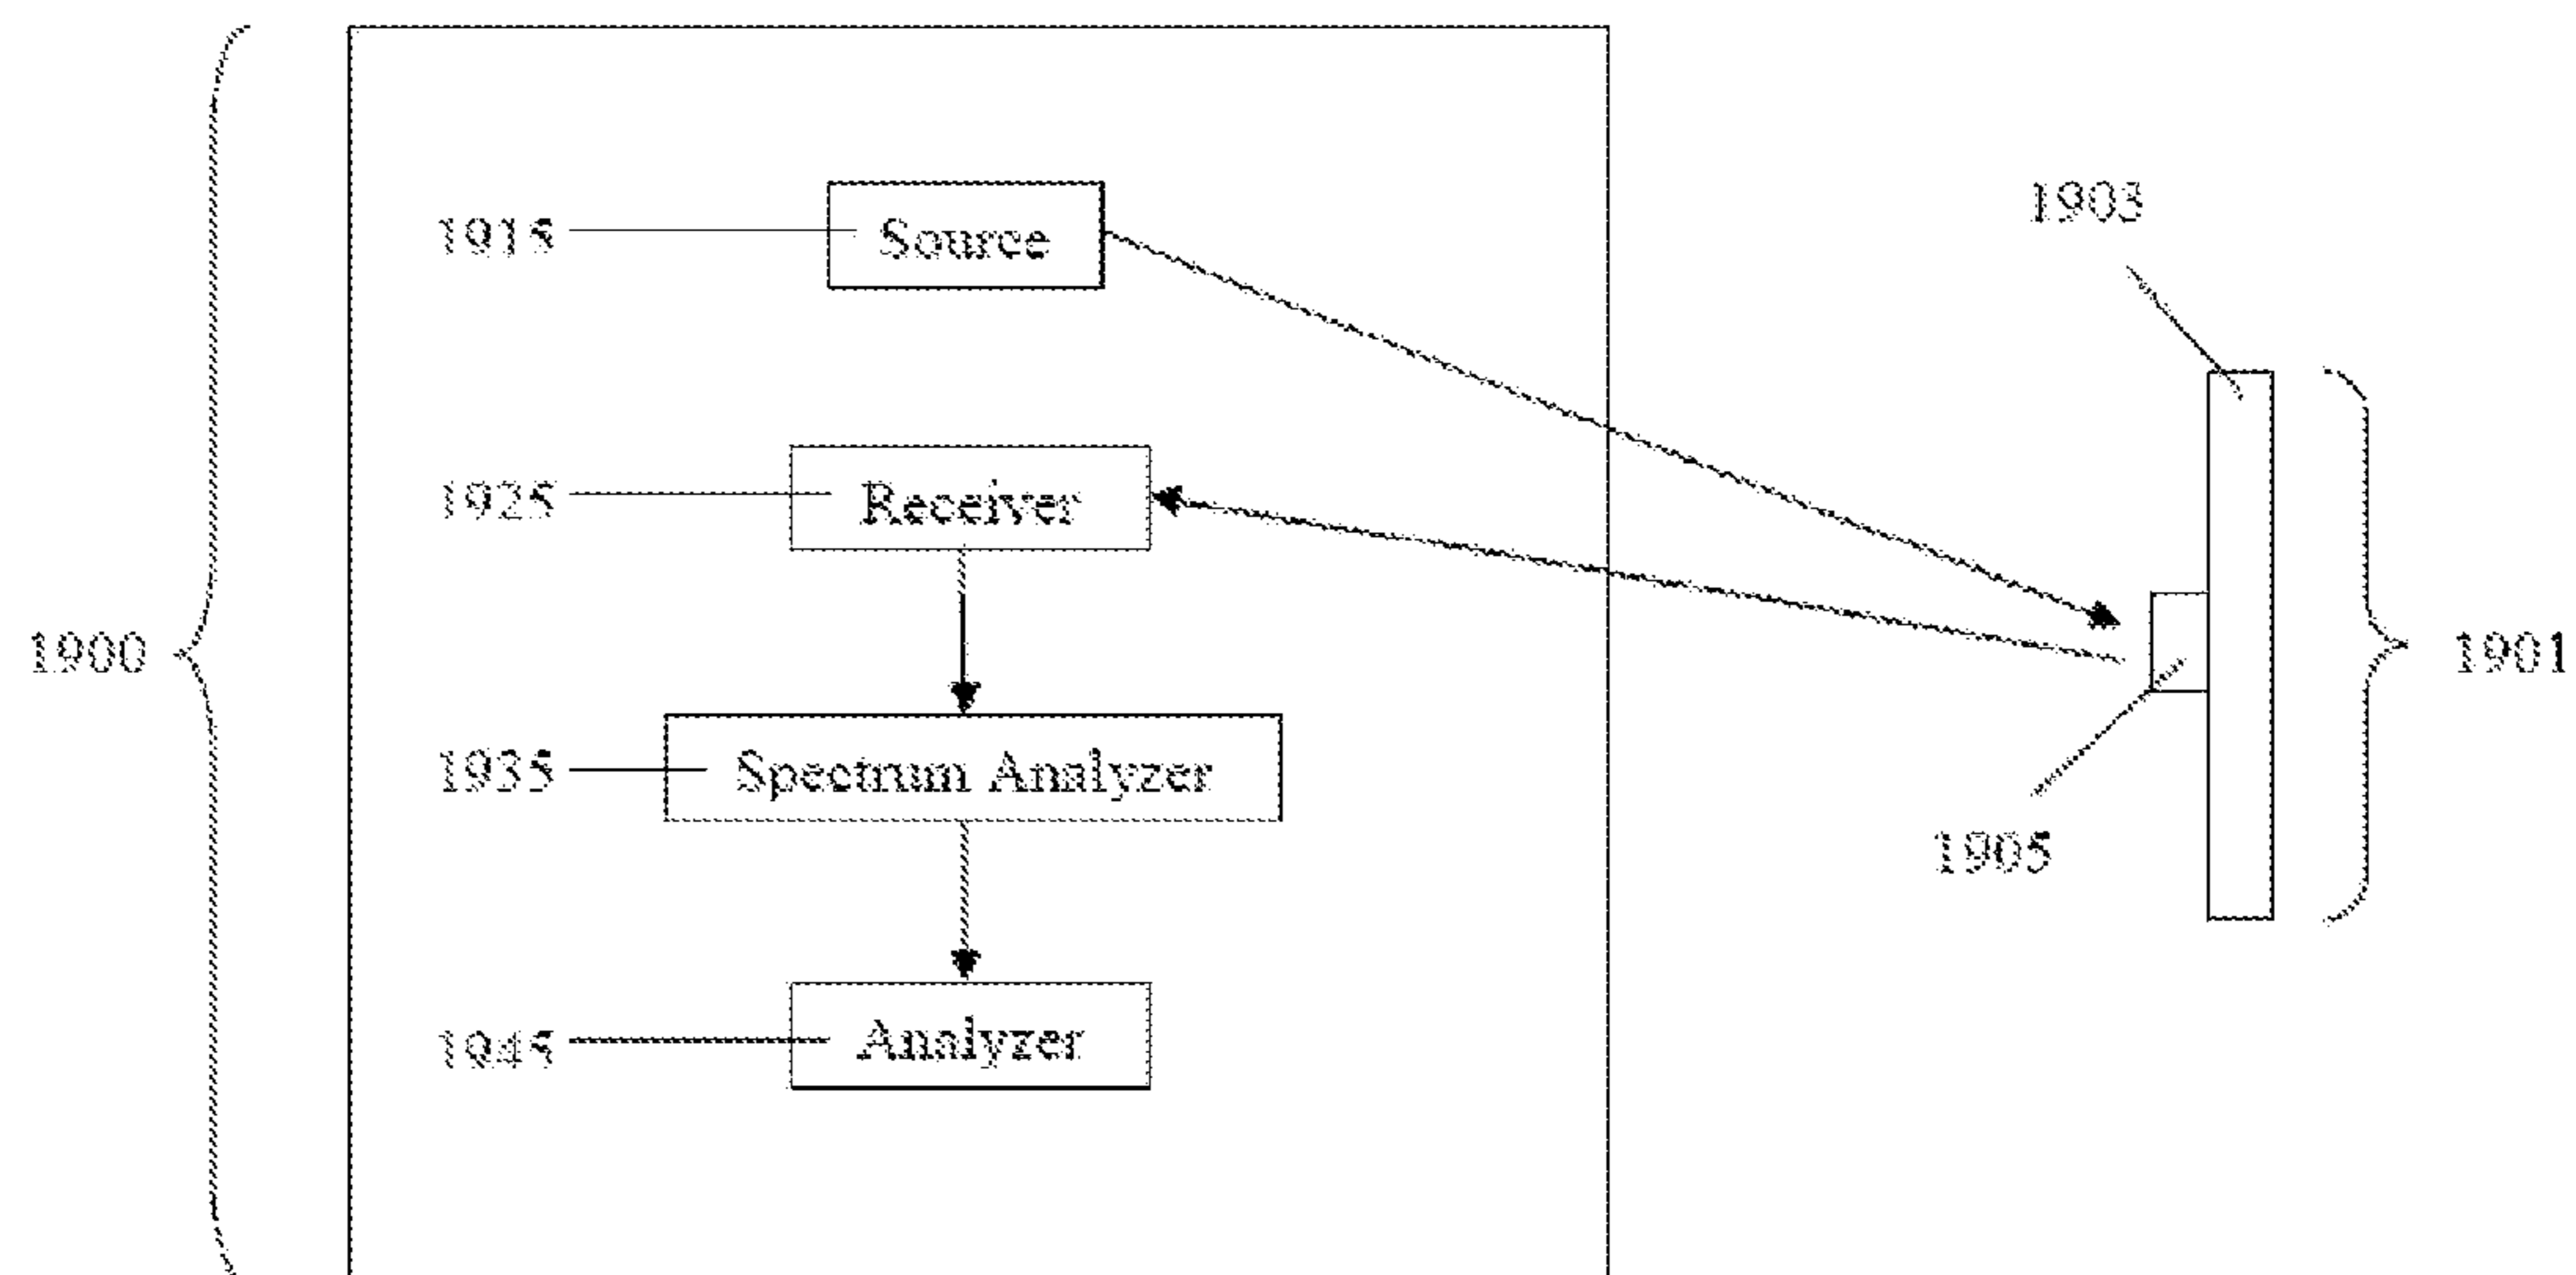 1903
1915 Source
1925 Receiver
1900
1901
1935 Spectrum Analyzer
1905
1945 Analyzer